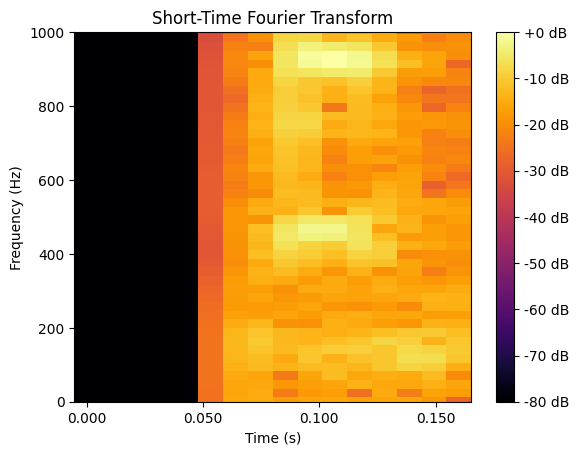 Short-Time Fourier Transform
1000
800
600
400
200
0
Frequency (Hz)
0.000
0.050
0.100
0.150
Time (s)
+0 dB
-10 dB
-20 dB
-30 dB
-40 dB
-50 dB
-60 dB
-70 dB
-80 dB